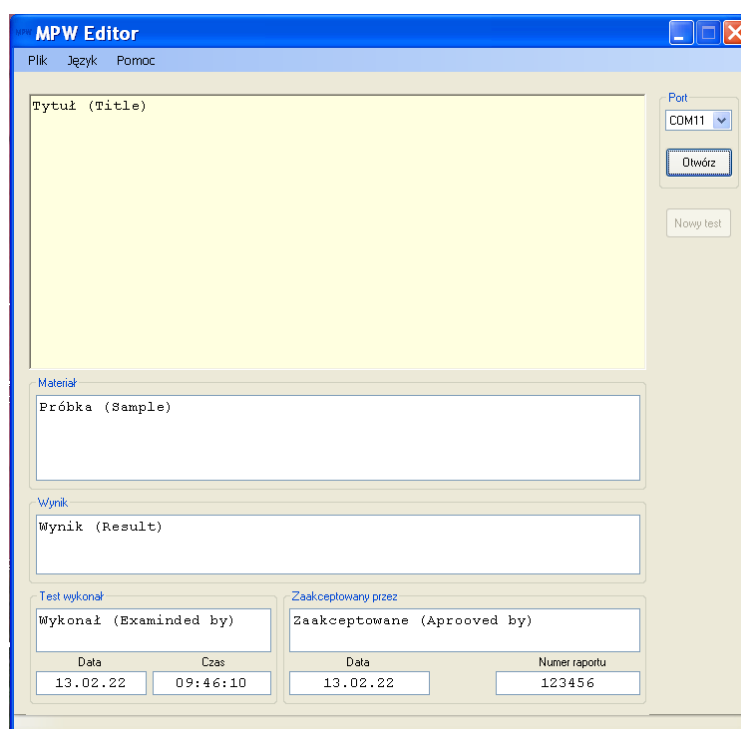 MPW MPW Editor
Plik Język Pomoc
Tytuł (Title)
Port
COM11
Otwórz
Nowy test
Materiał
Próbka (Sample)
Wynik
Wynik (Result)
Test wykonał
Wykonał (Examinded by)
Data Czas
13.02.22 09:46:10
Zaakceptowany przez
Zaakceptowane (Aprooved by)
Data Numer raportu
13.02.22 123456